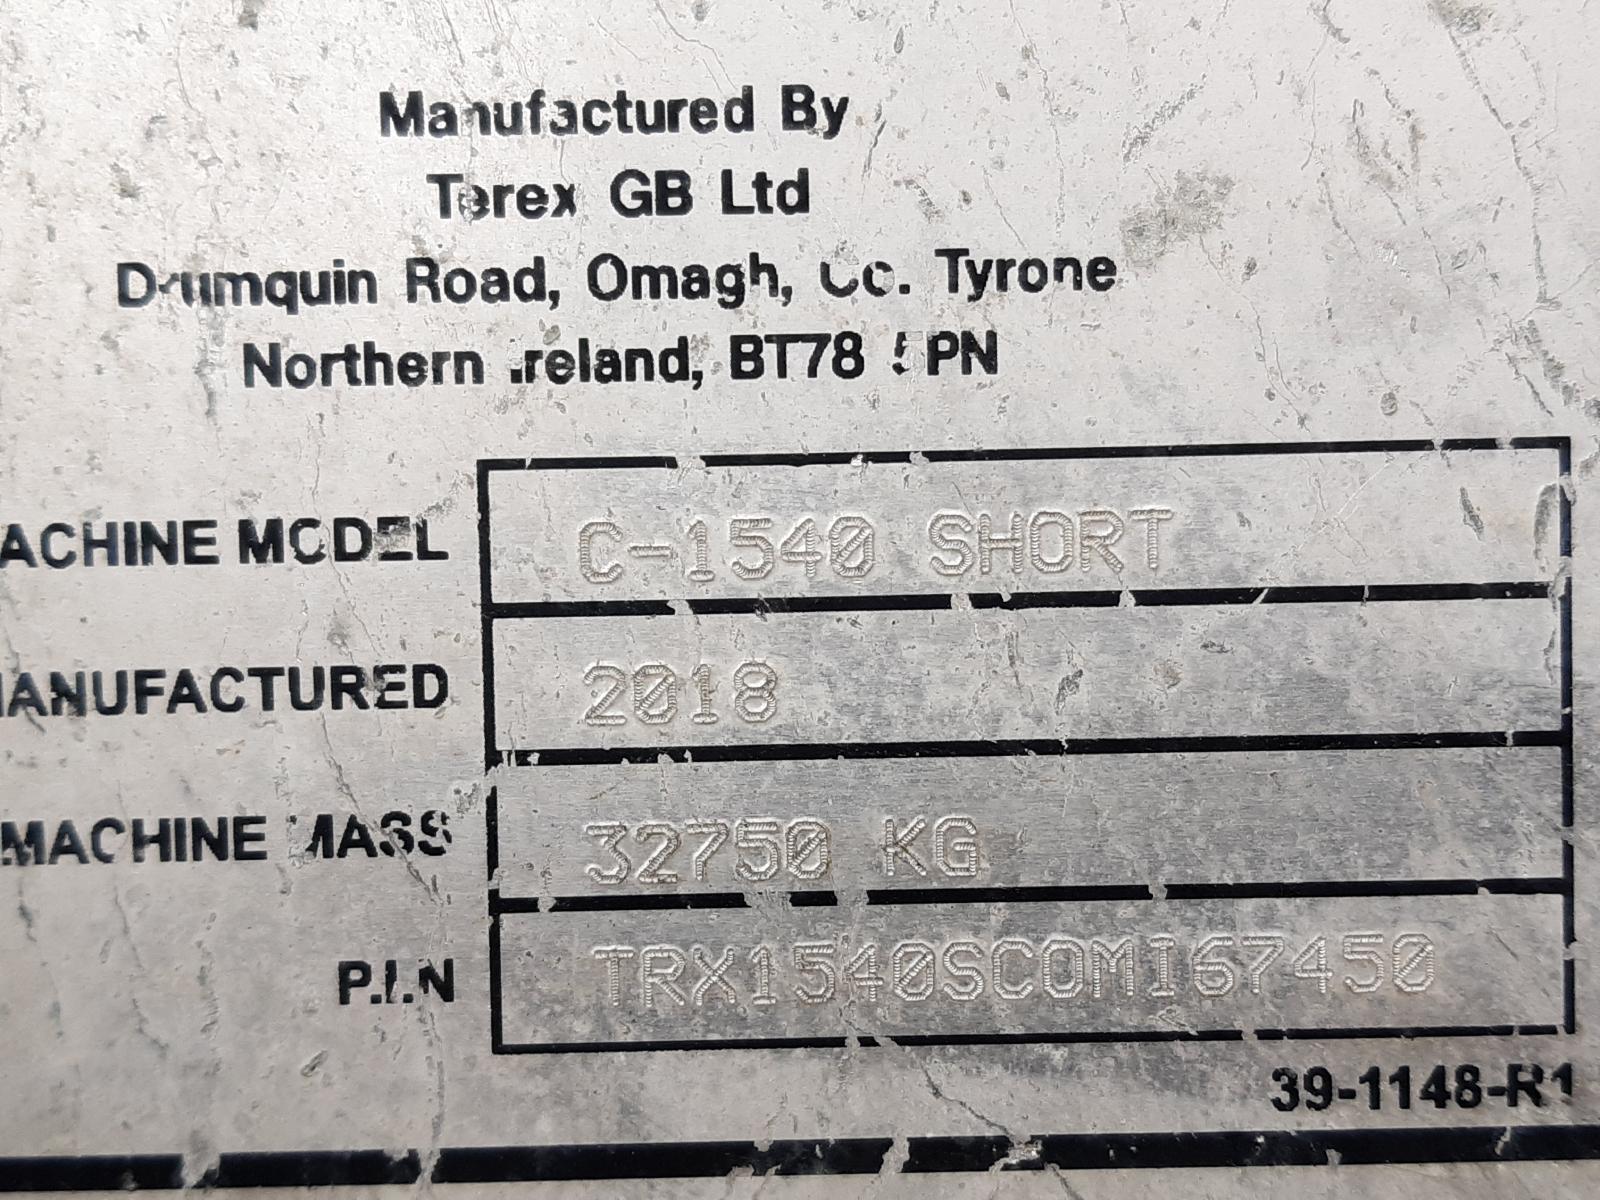 Manufactured By
Terex GB Ltd
Drumquin Road, Omagh, Co. Tyrone
Northern Ireland, BT78 5PN
ACHINE MODEL C-1540 SHORT
MANUFACTURED 2018
MACHINE MASS 32750 KG
P.I.N TRX1540SCOMI67450
39-1148-R1